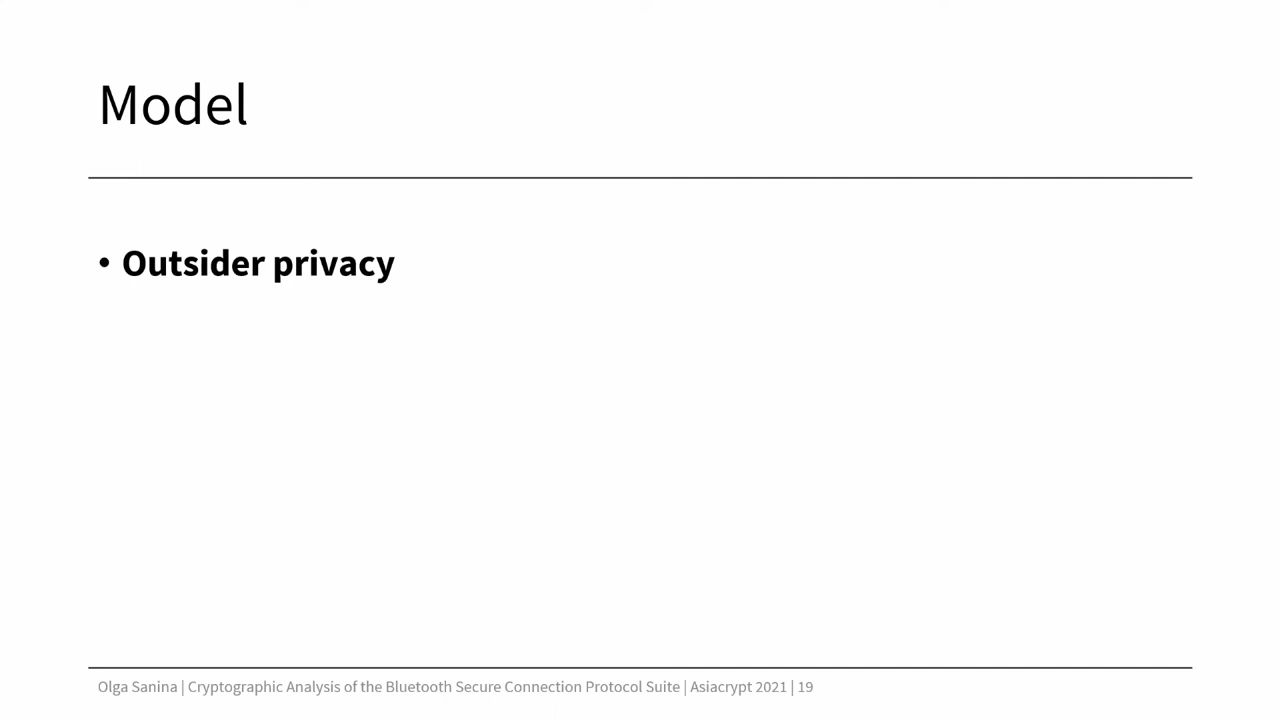 Model
• Outsider privacy
Olga Sanina | Cryptographic Analysis of the Bluetooth Secure Connection Protocol Suite | Asiacrypt 2021 | 19